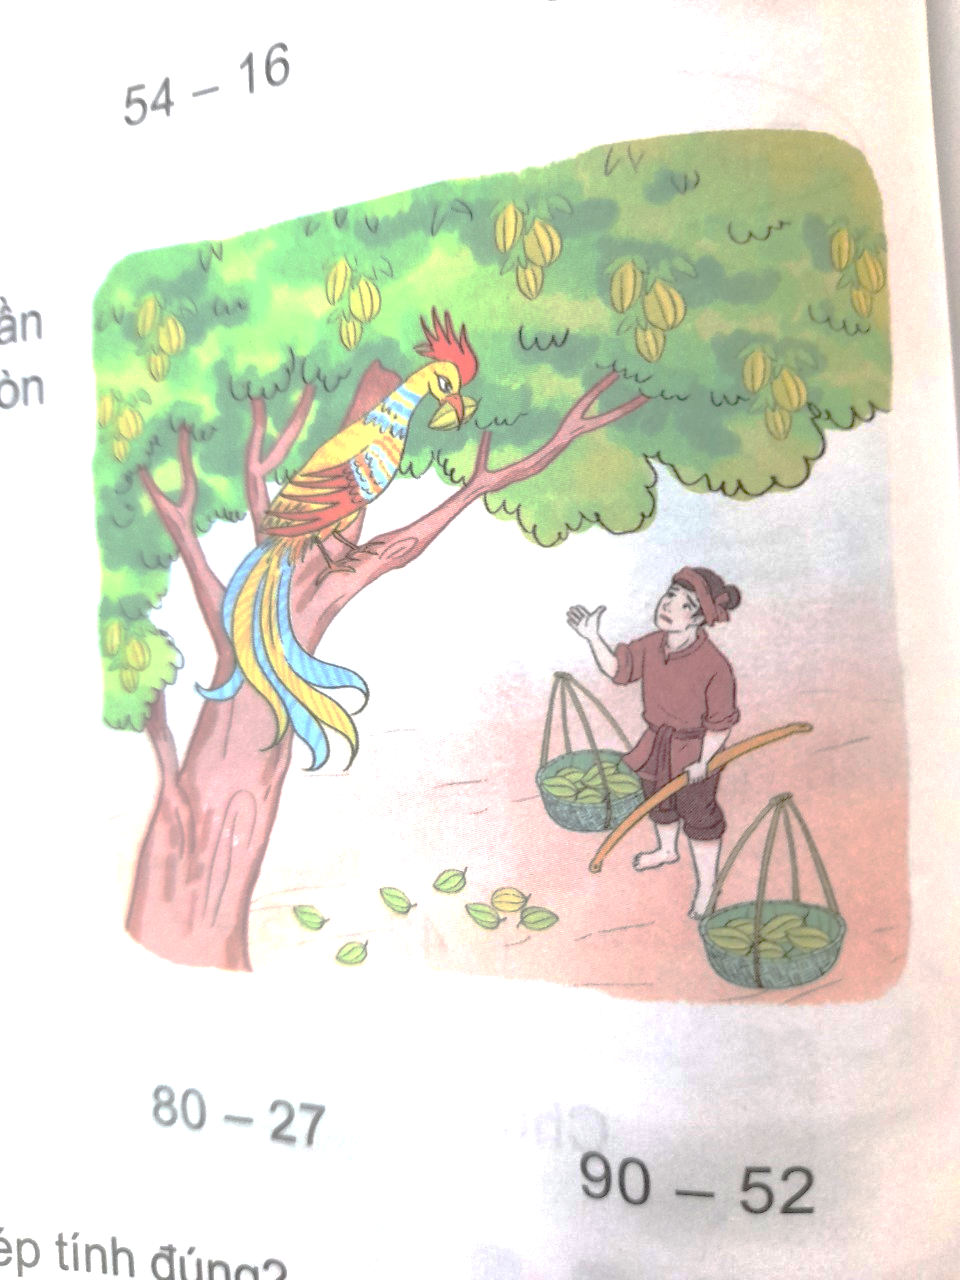 54 – 16
ần
òn
80 – 27
90 – 52
ép tính đúng?